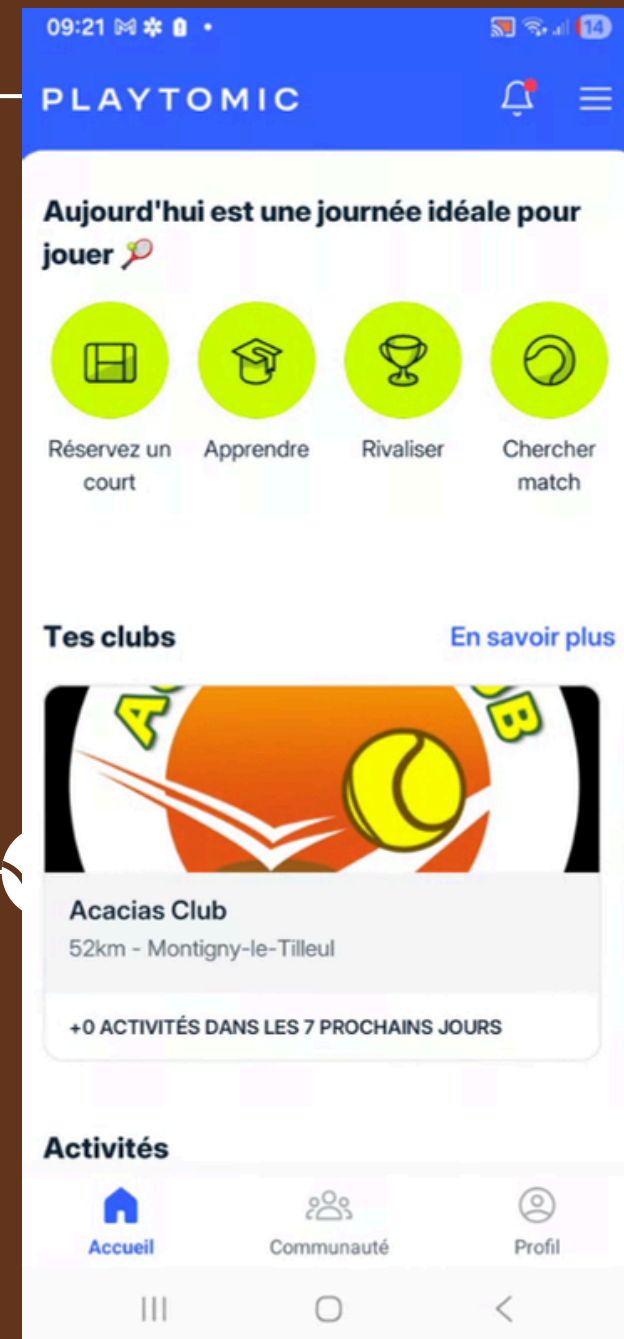 09:21
14
PLAYTOMIC
Aujourd'hui est une journée idéale pour
jouer
Réservez un
court
Apprendre
Rivaliser
Chercher
match
Tes clubs
En savoir plus
Acacias Club
52km - Montigny-le-Tilleul
+0 ACTIVITÉS DANS LES 7 PROCHAINS JOURS
Activités
Accueil
Communauté
Profil